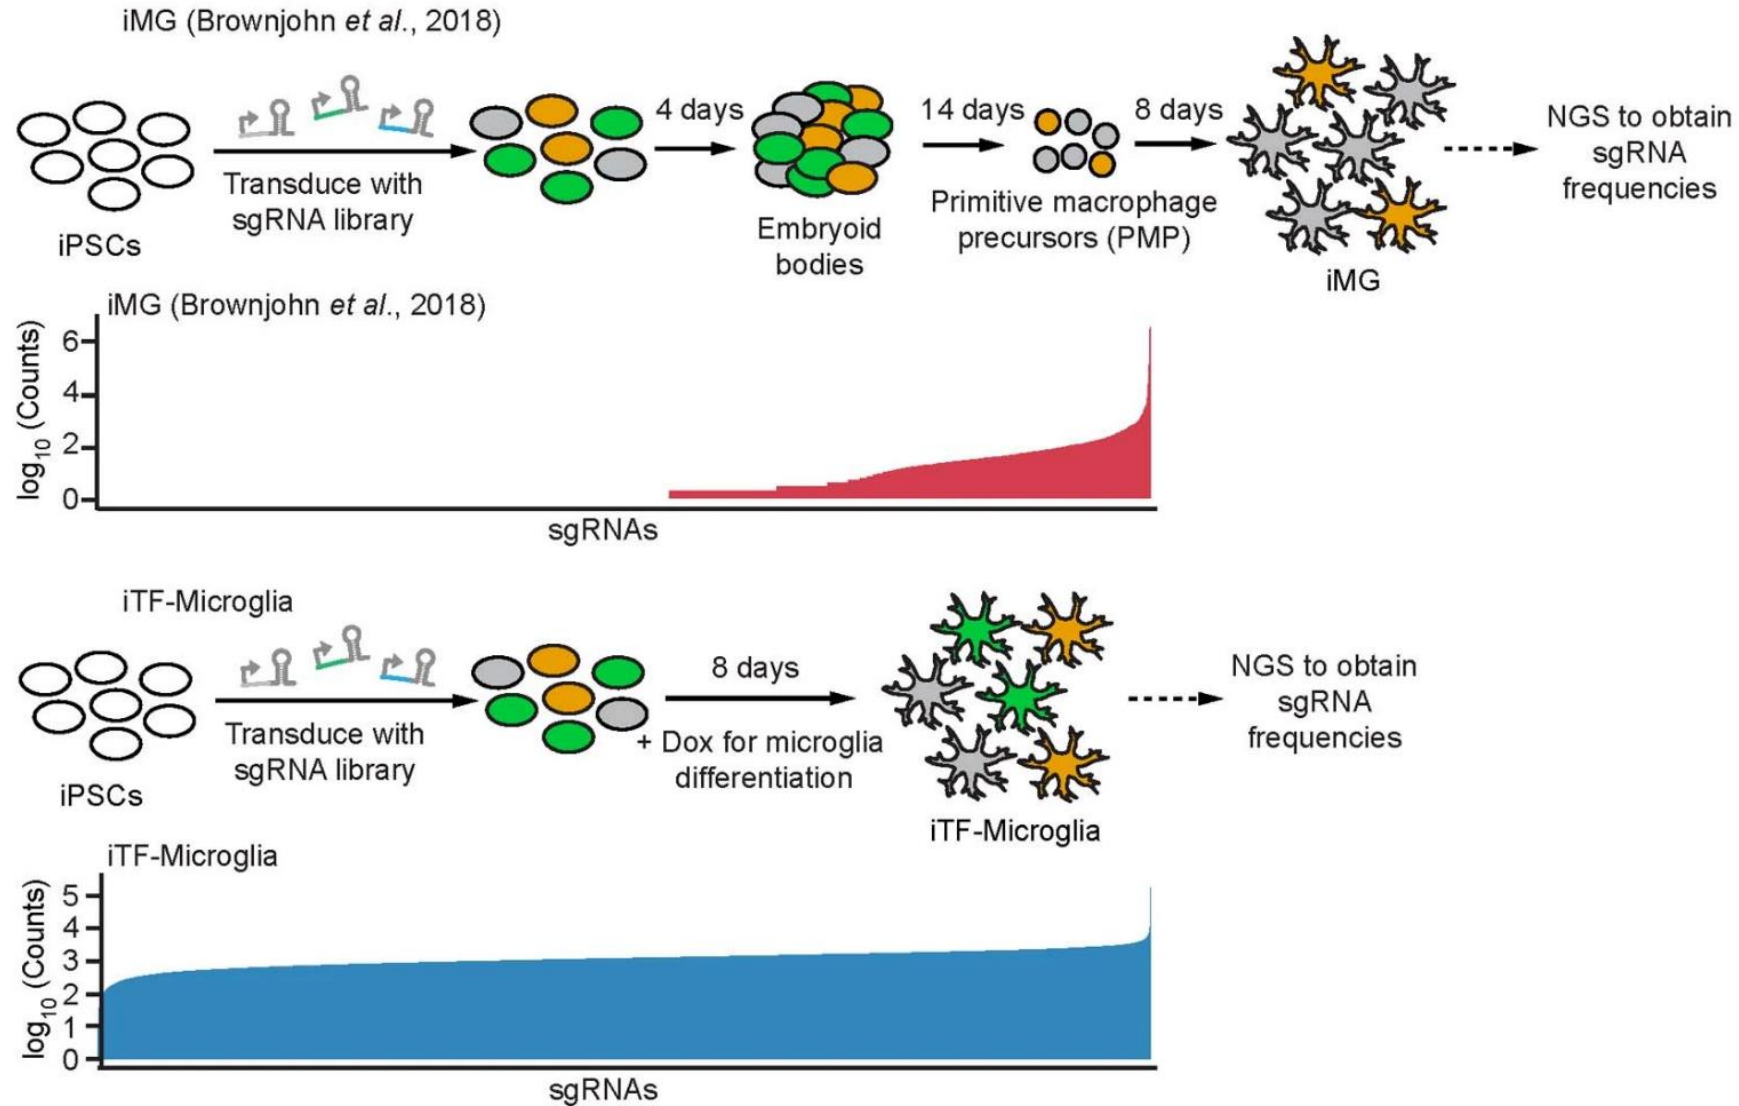 iMG (Brownjohn et al., 2018)
4 days
14 days
8 days
Transduce with
sgRNA library
iPSCs
Embryoid
bodies
Primitive macrophage
precursors (PMP)
iMG
NGS to obtain
sgRNA
frequencies
iMG (Brownjohn et al., 2018)
log10 (Counts)
6
4
2
0
sgRNAs
iTF-Microglia
Transduce with
sgRNA library
iPSCs
8 days
+ Dox for microglia
differentiation
iTF-Microglia
NGS to obtain
sgRNA
frequencies
iTF-Microglia
log10 (Counts)
5
4
3
2
1
0
sgRNAs